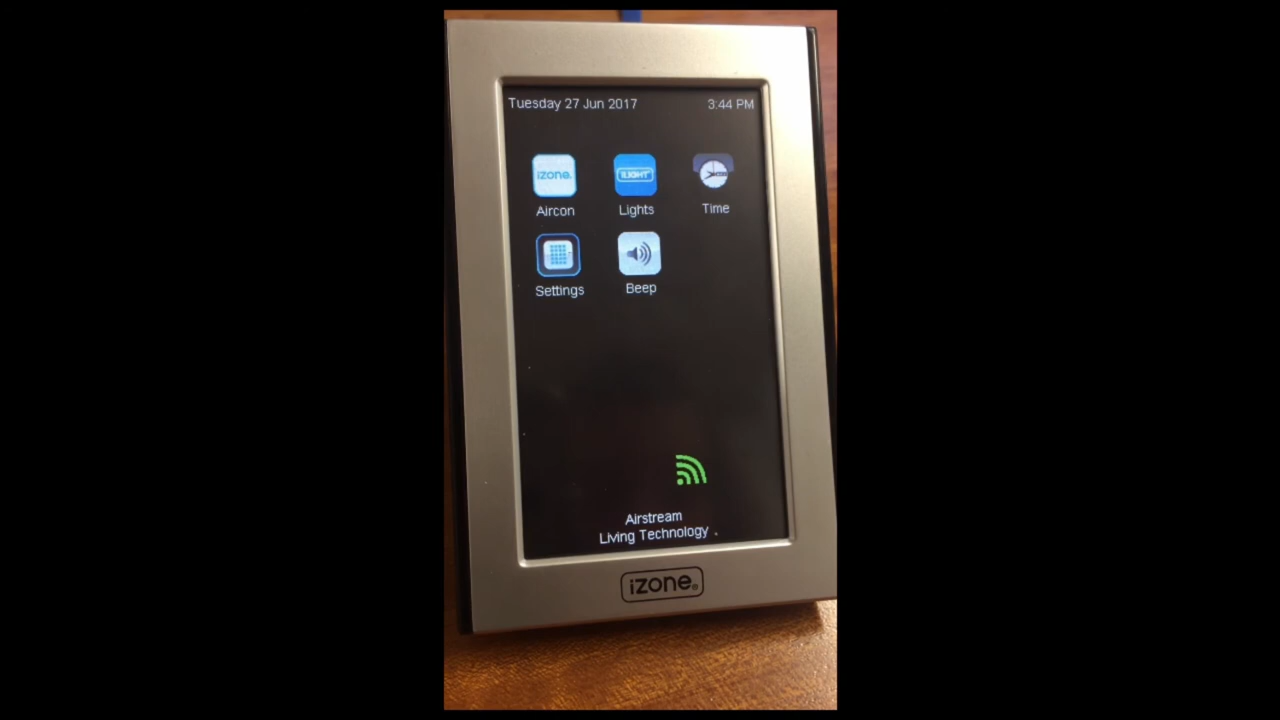 Tuesday 27 Jun 2017 3:44 PM
izone.
iLIGHT
Aircon Lights Time
Settings Beep
Airstream
Living Technology
izone®